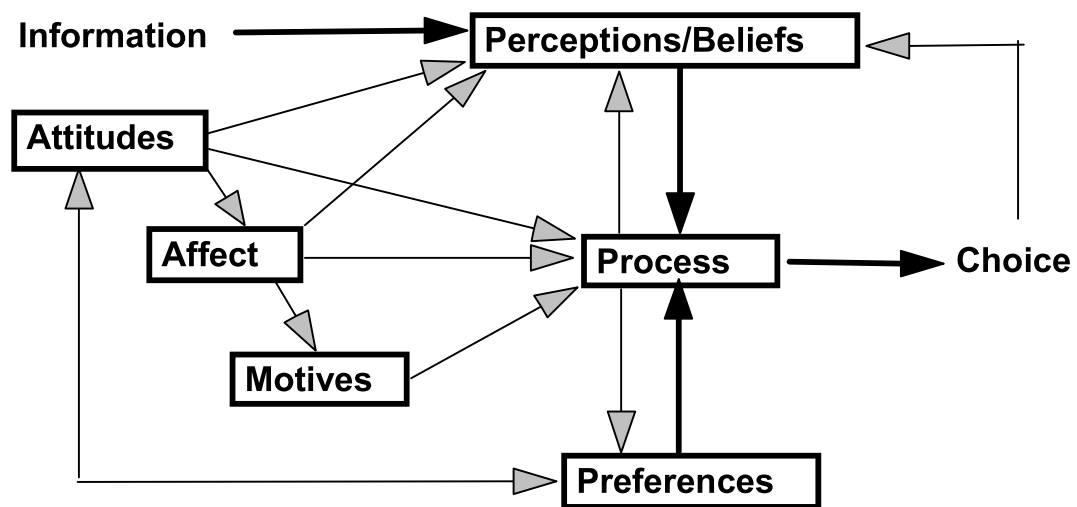 Information
Perceptions/Beliefs
Attitudes
Affect
Process
Choice
Motives
Preferences